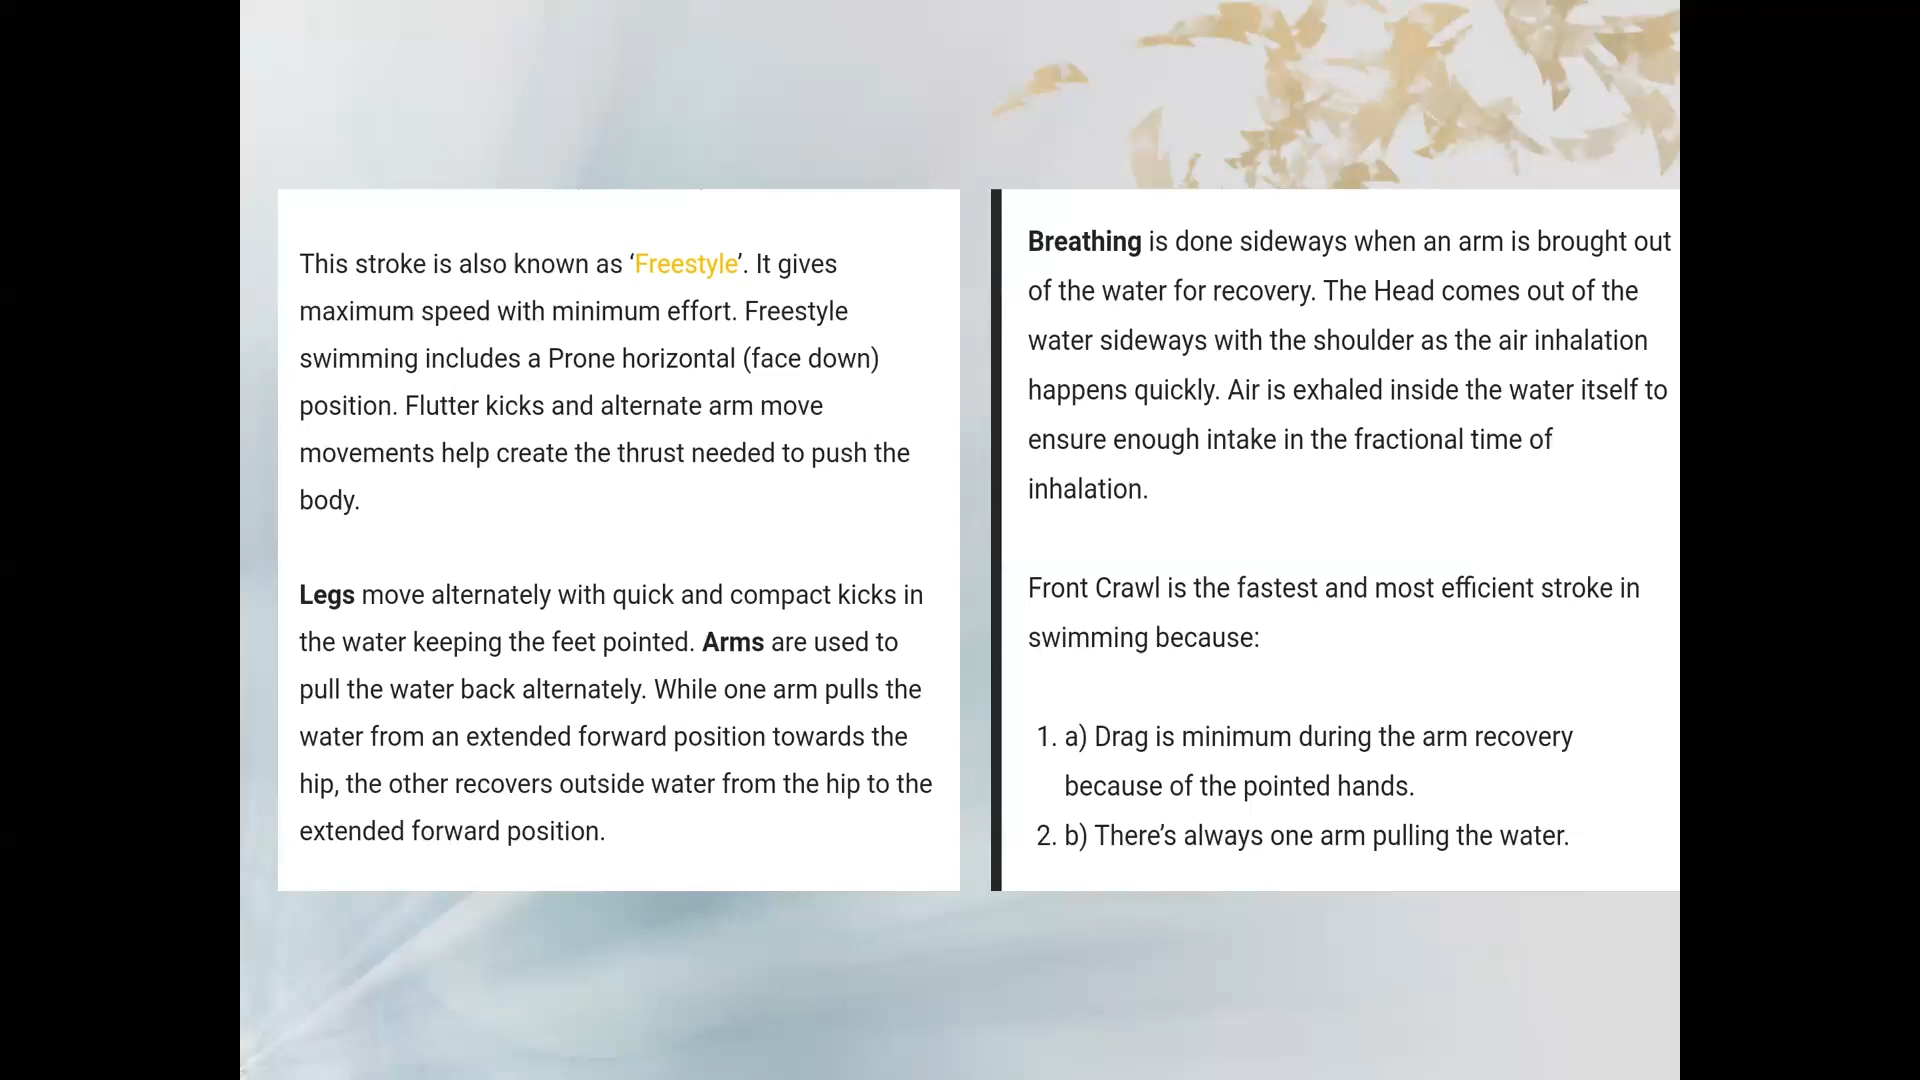 This stroke is also known as ‘Freestyle’. It gives
maximum speed with minimum effort. Freestyle
swimming includes a Prone horizontal (face down)
position. Flutter kicks and alternate arm move
movements help create the thrust needed to push the
body.
Legs move alternately with quick and compact kicks in
the water keeping the feet pointed. Arms are used to
pull the water back alternately. While one arm pulls the
water from an extended forward position towards the
hip, the other recovers outside water from the hip to the
extended forward position.
Breathing is done sideways when an arm is brought out
of the water for recovery. The Head comes out of the
water sideways with the shoulder as the air inhalation
happens quickly. Air is exhaled inside the water itself to
ensure enough intake in the fractional time of
inhalation.
Front Crawl is the fastest and most efficient stroke in
swimming because:
1. a) Drag is minimum during the arm recovery
because of the pointed hands.
2. b) There’s always one arm pulling the water.